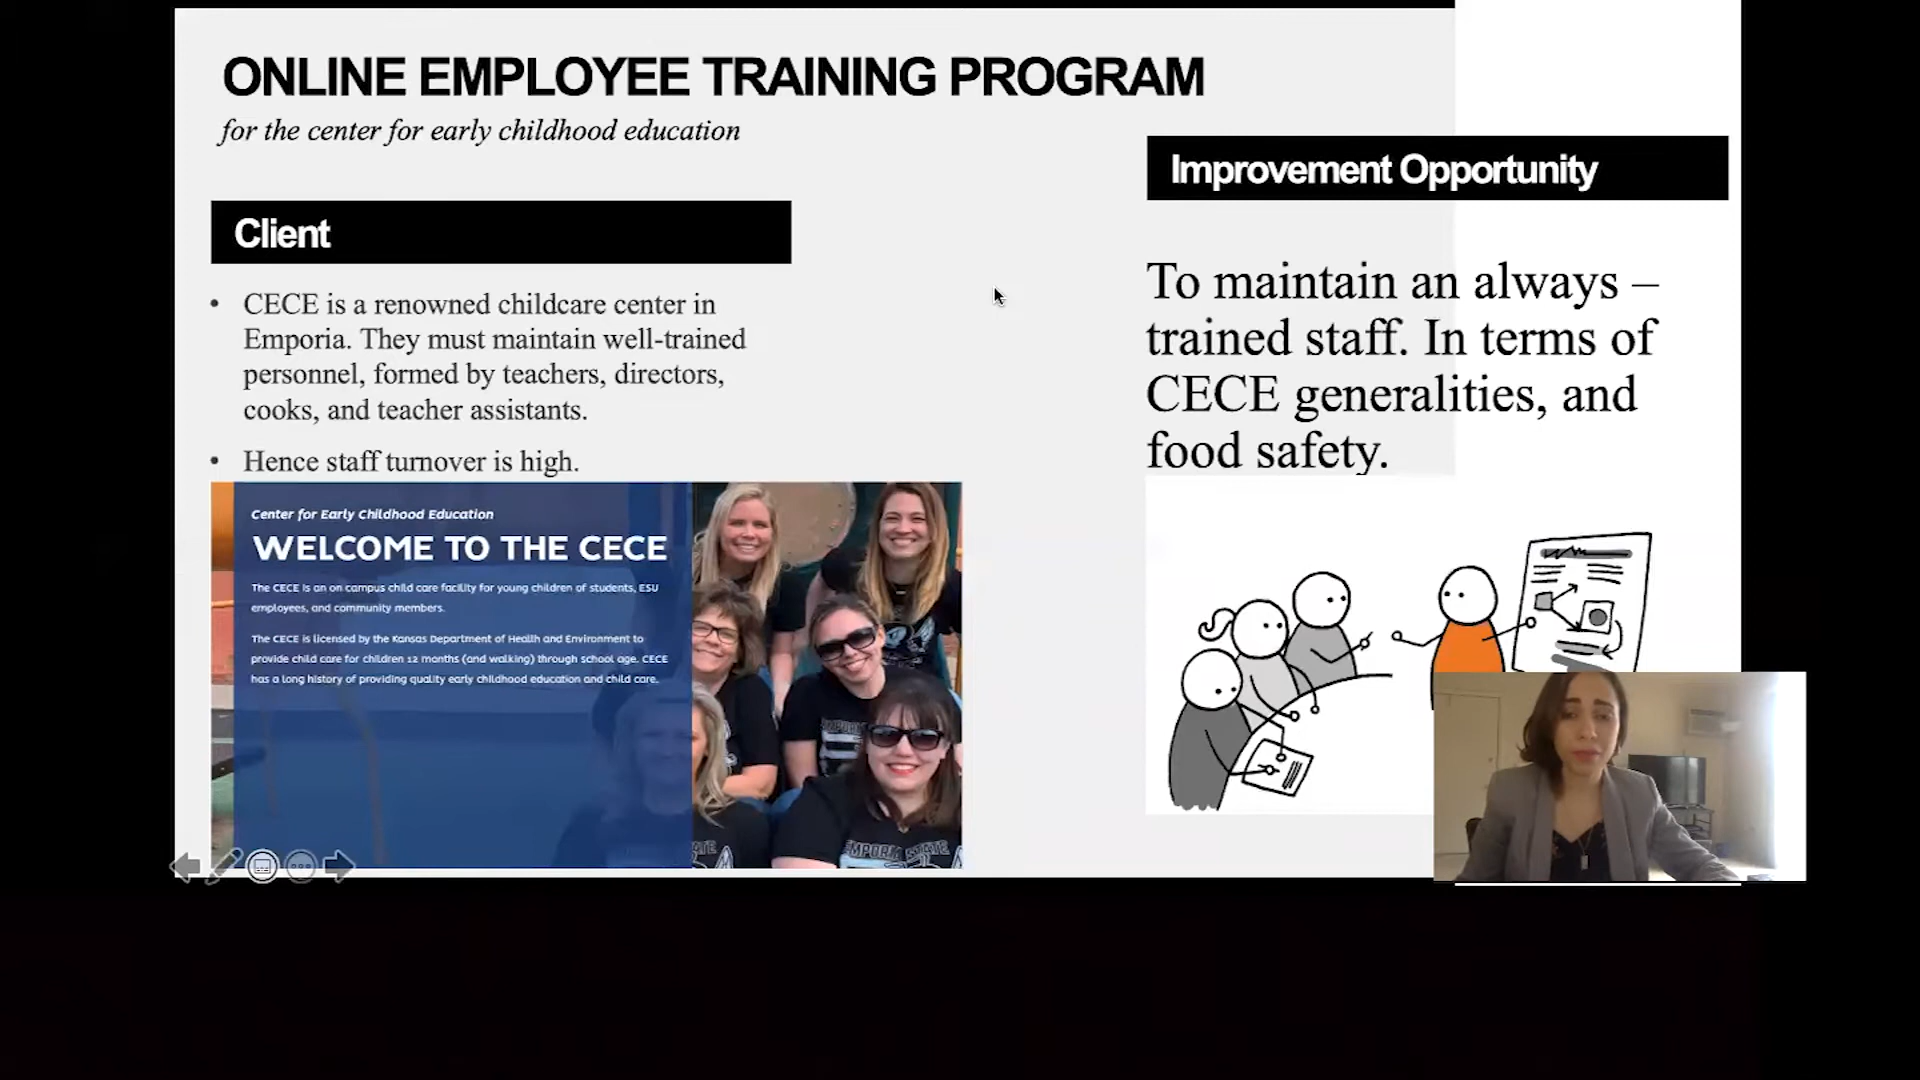 ONLINE EMPLOYEE TRAINING PROGRAM
for the center for early childhood education
Client
• CECE is a renowned childcare center in
Emporia. They must maintain well-trained
personnel, formed by teachers, directors,
cooks, and teacher assistants.
• Hence staff turnover is high.
Center for Early Childhood Education
WELCOME TO THE CECE
The CECE is an on campus child care facility for young children of students, ESU
employees, and community members.
The CECE is licensed by the Kansas Department of Health and Environment to
provide child care for children 12 months (and walking) through school age. CECE
has a long history of providing quality early childhood education and child care.
EMPORIA STATE
Improvement Opportunity
To maintain an always –
trained staff. In terms of
CECE generalities, and
food safety.